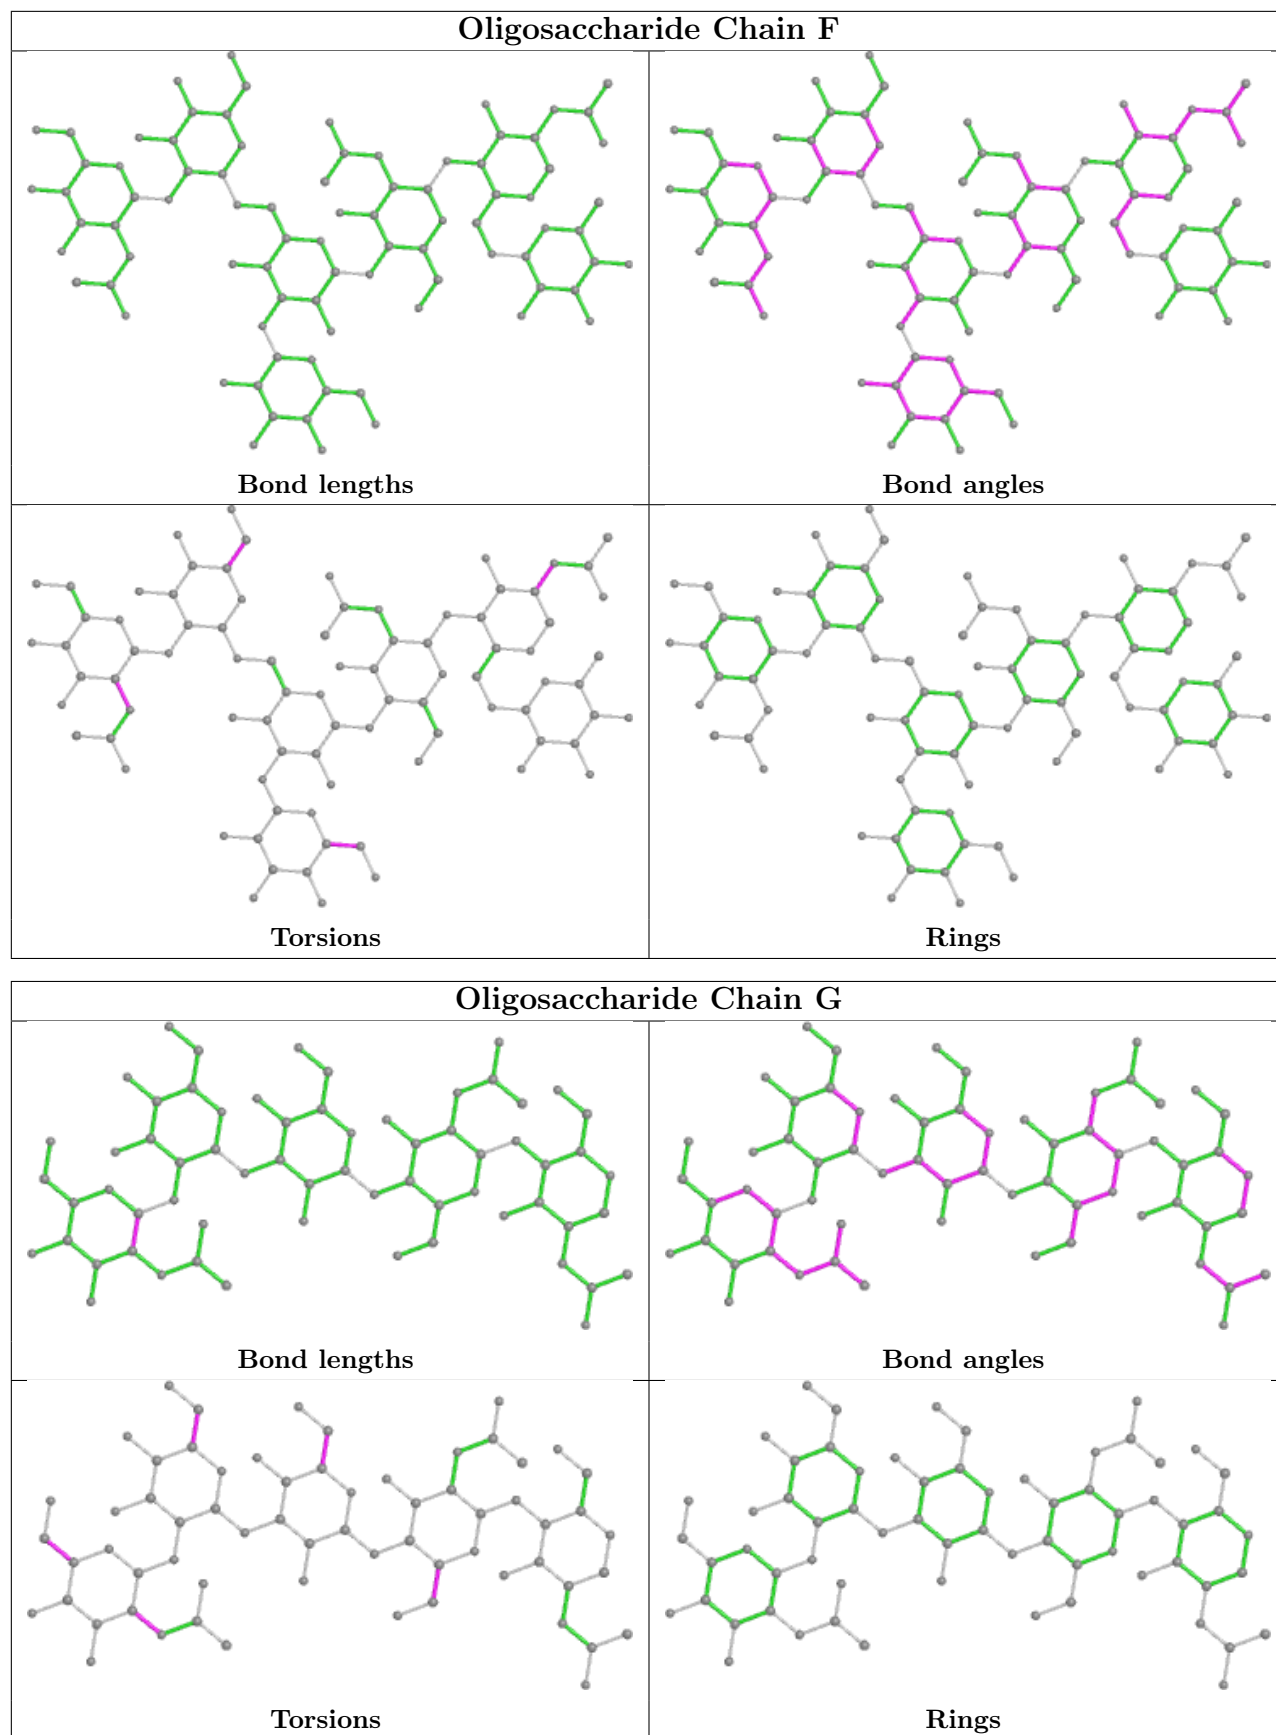 Oligosaccharide Chain F
Bond lengths
Bond angles
Torsions
Rings
Oligosaccharide Chain G
Bond lengths
Bond angles
Torsions
Rings